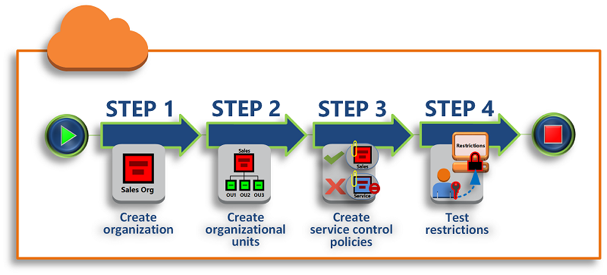 STEP 1
STEP 2
STEP 3
STEP 4
Sales Org
Sales
OU1 OU2 OU3
Sales
Service
Restrictions
Create
organization
Create
organizational
units
Create
service control
policies
Test
restrictions